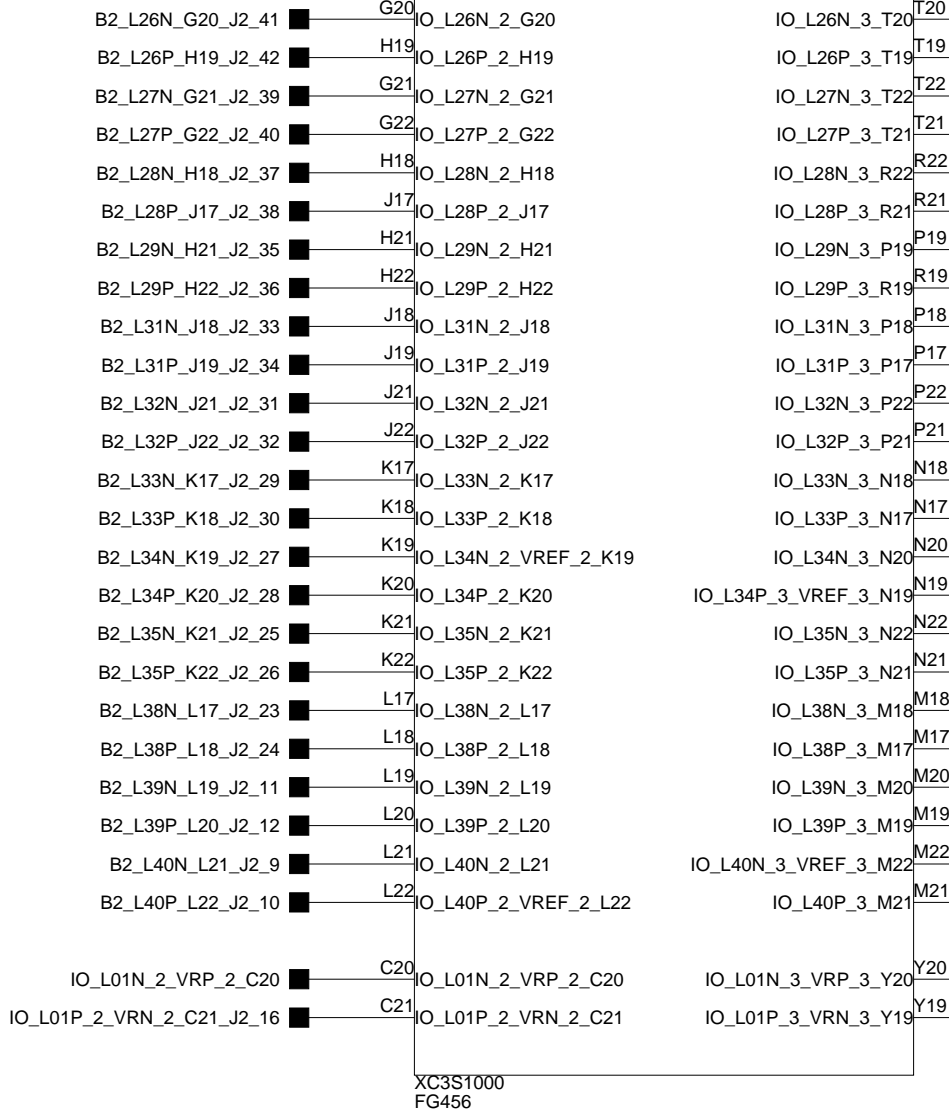 B2_L26N_G20_J2_41 G20 IO_L26N_2_G20 IO_L26N_3_T20 T20
B2_L26P_H19_J2_42 H19 IO_L26P_2_H19 IO_L26P_3_T19 T19
B2_L27N_G21_J2_39 G21 IO_L27N_2_G21 IO_L27N_3_T22 T22
B2_L27P_G22_J2_40 G22 IO_L27P_2_G22 IO_L27P_3_T21 T21
B2_L28N_H18_J2_37 H18 IO_L28N_2_H18 IO_L28N_3_R22 R22
B2_L28P_J17_J2_38 J17 IO_L28P_2_J17 IO_L28P_3_R21 R21
B2_L29N_H21_J2_35 H21 IO_L29N_2_H21 IO_L29N_3_P19 P19
B2_L29P_H22_J2_36 H22 IO_L29P_2_H22 IO_L29P_3_R19 R19
B2_L31N_J18_J2_33 J18 IO_L31N_2_J18 IO_L31N_3_P18 P18
B2_L31P_J19_J2_34 J19 IO_L31P_2_J19 IO_L31P_3_P17 P17
B2_L32N_J21_J2_31 J21 IO_L32N_2_J21 IO_L32N_3_P22 P22
B2_L32P_J22_J2_32 J22 IO_L32P_2_J22 IO_L32P_3_P21 P21
B2_L33N_K17_J2_29 K17 IO_L33N_2_K17 IO_L33N_3_N18 N18
B2_L33P_K18_J2_30 K18 IO_L33P_2_K18 IO_L33P_3_N17 N17
B2_L34N_K19_J2_27 K19 IO_L34N_2_VREF_2_K19 IO_L34N_3_N20 N20
B2_L34P_K20_J2_28 K20 IO_L34P_2_K20 IO_L34P_3_VREF_3_N19 N19
B2_L35N_K21_J2_25 K21 IO_L35N_2_K21 IO_L35N_3_N22 N22
B2_L35P_K22_J2_26 K22 IO_L35P_2_K22 IO_L35P_3_N21 N21
B2_L38N_L17_J2_23 L17 IO_L38N_2_L17 IO_L38N_3_M18 M18
B2_L38P_L18_J2_24 L18 IO_L38P_2_L18 IO_L38P_3_M17 M17
B2_L39N_L19_J2_11 L19 IO_L39N_2_L19 IO_L39N_3_M20 M20
B2_L39P_L20_J2_12 L20 IO_L39P_2_L20 IO_L39P_3_M19 M19
B2_L40N_L21_J2_9 L21 IO_L40N_2_L21 IO_L40N_3_VREF_3_M22 M22
B2_L40P_L22_J2_10 L22 IO_L40P_2_VREF_2_L22 IO_L40P_3_M21 M21
IO_L01N_2_VRP_2_C20 C20 IO_L01N_2_VRP_2_C20 IO_L01N_3_VRP_3_Y20 Y20
IO_L01P_2_VRN_2_C21_J2_16 C21 IO_L01P_2_VRN_2_C21 IO_L01P_3_VRN_3_Y19 Y19
XC3S1000
FG456